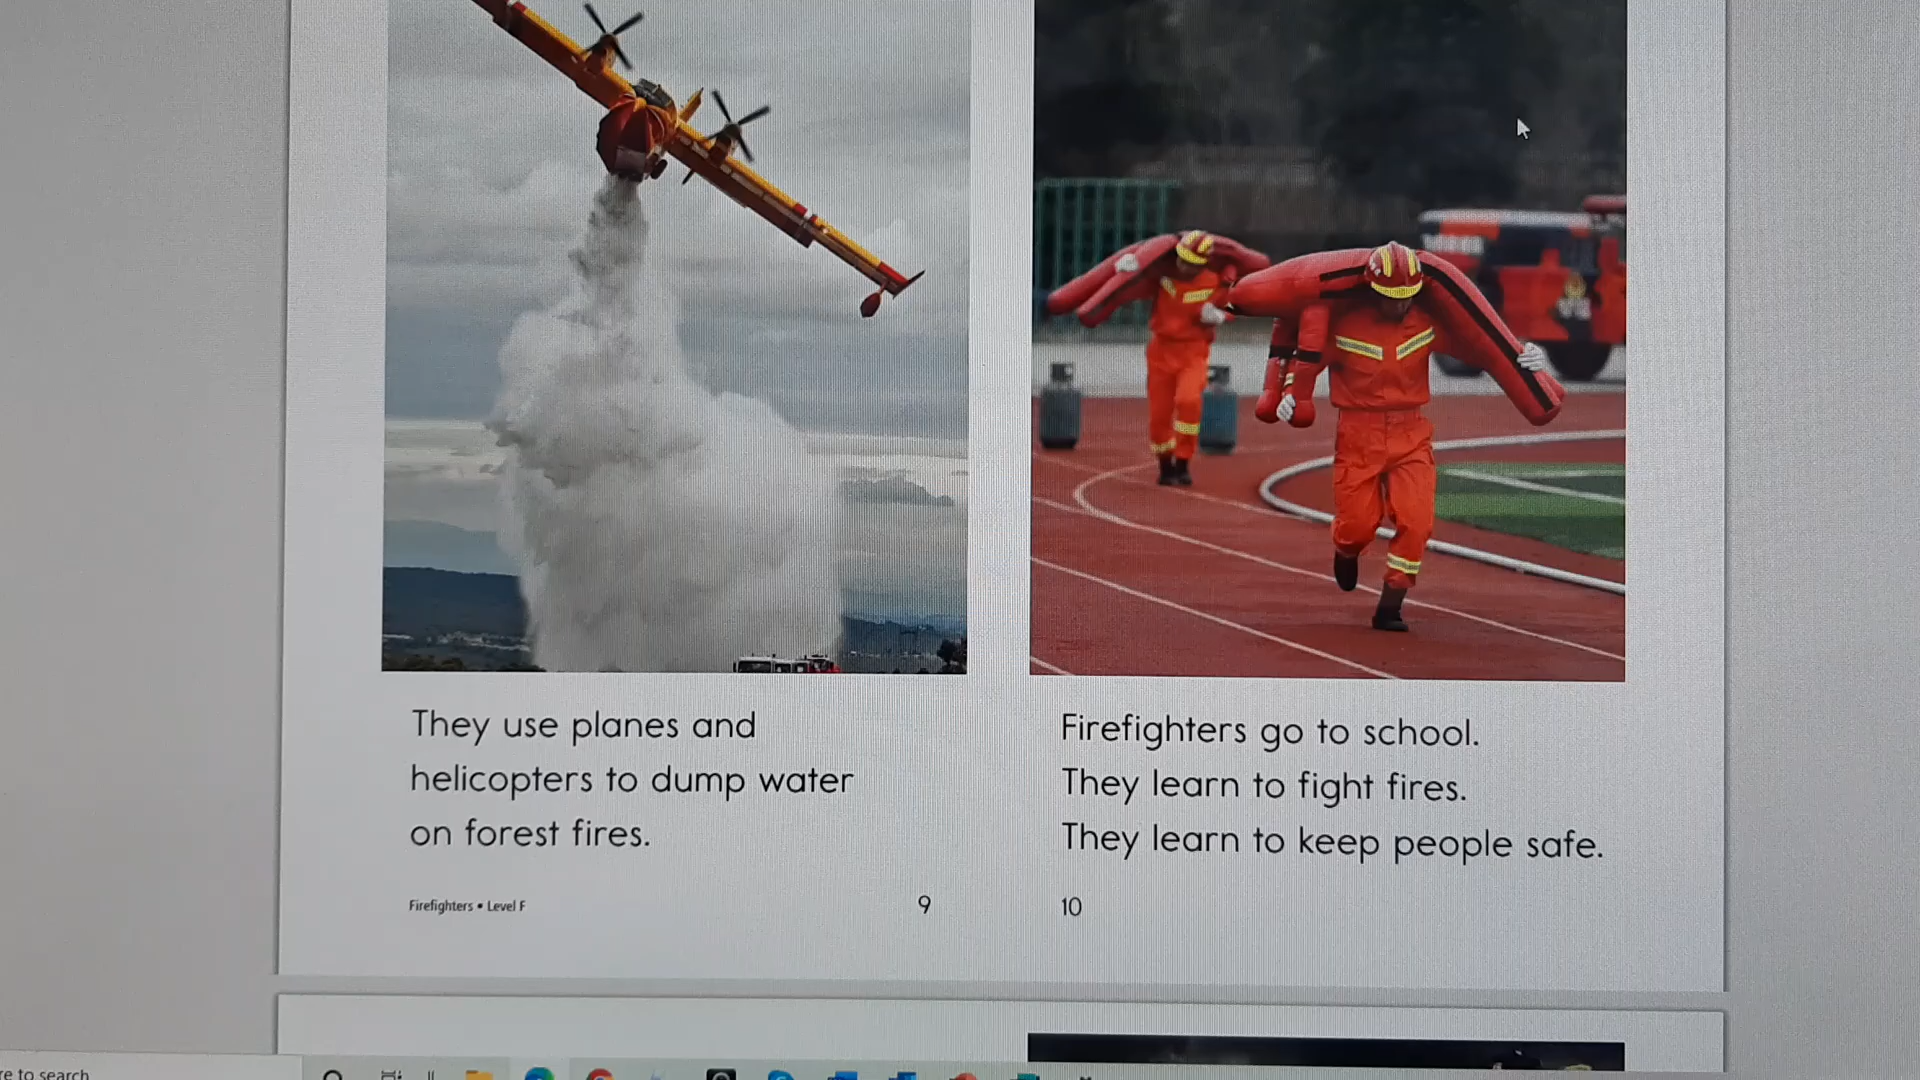 They use planes and
helicopters to dump water
on forest fires.
Firefighters • Level F
9
Firefighters go to school.
They learn to fight fires.
They learn to keep people safe.
10
re to search